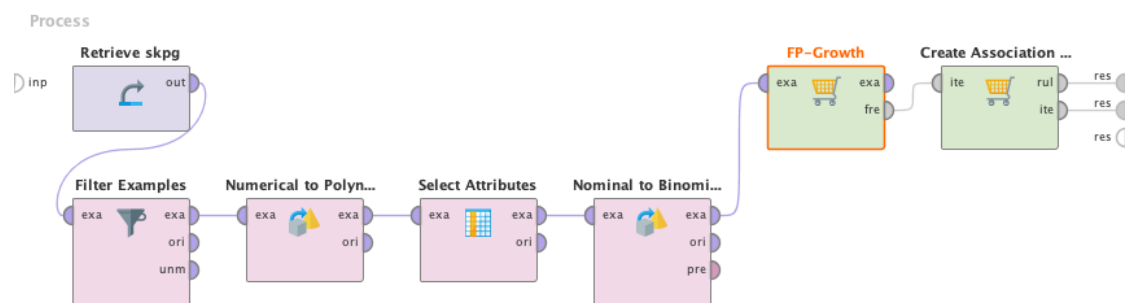 Process
Retrieve skpg
FP-Growth
Create Association ...
inp
out
exa
exa
fre
ite
rul
ite
res
res
res
Filter Examples
Numerical to Polyn...
Select Attributes
Nominal to Binomi...
exa
exa
ori
unm
exa
exa
ori
exa
exa
ori
exa
exa
ori
pre